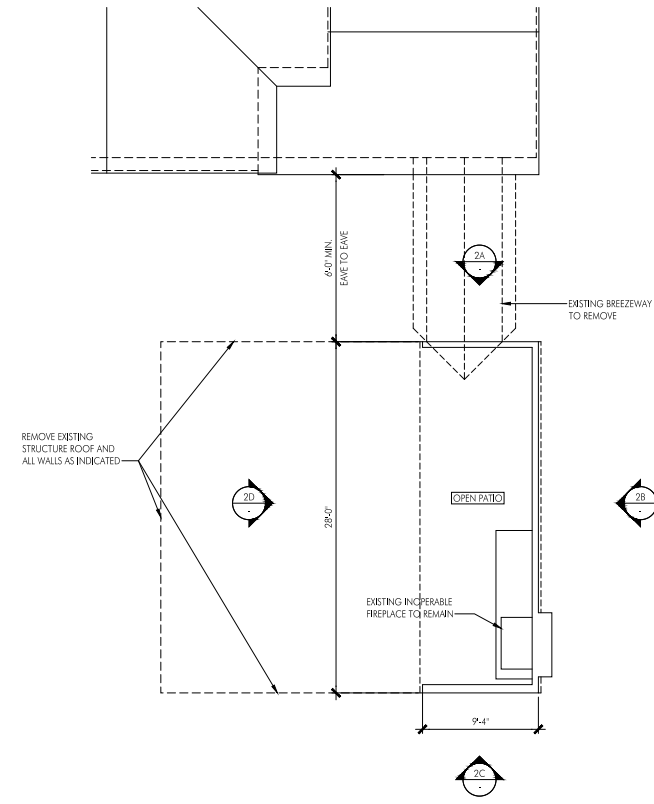 6'-0" MIN.
EAVE TO EAVE
2A
-
EXISTING BREEZEWAY
TO REMOVE
REMOVE EXISTING
STRUCTURE ROOF AND
ALL WALLS AS INDICATED
2D
-
28'-0"
OPEN PATIO
2B
-
EXISTING INOPERABLE
FIREPLACE TO REMAIN
9'-4"
2C
-